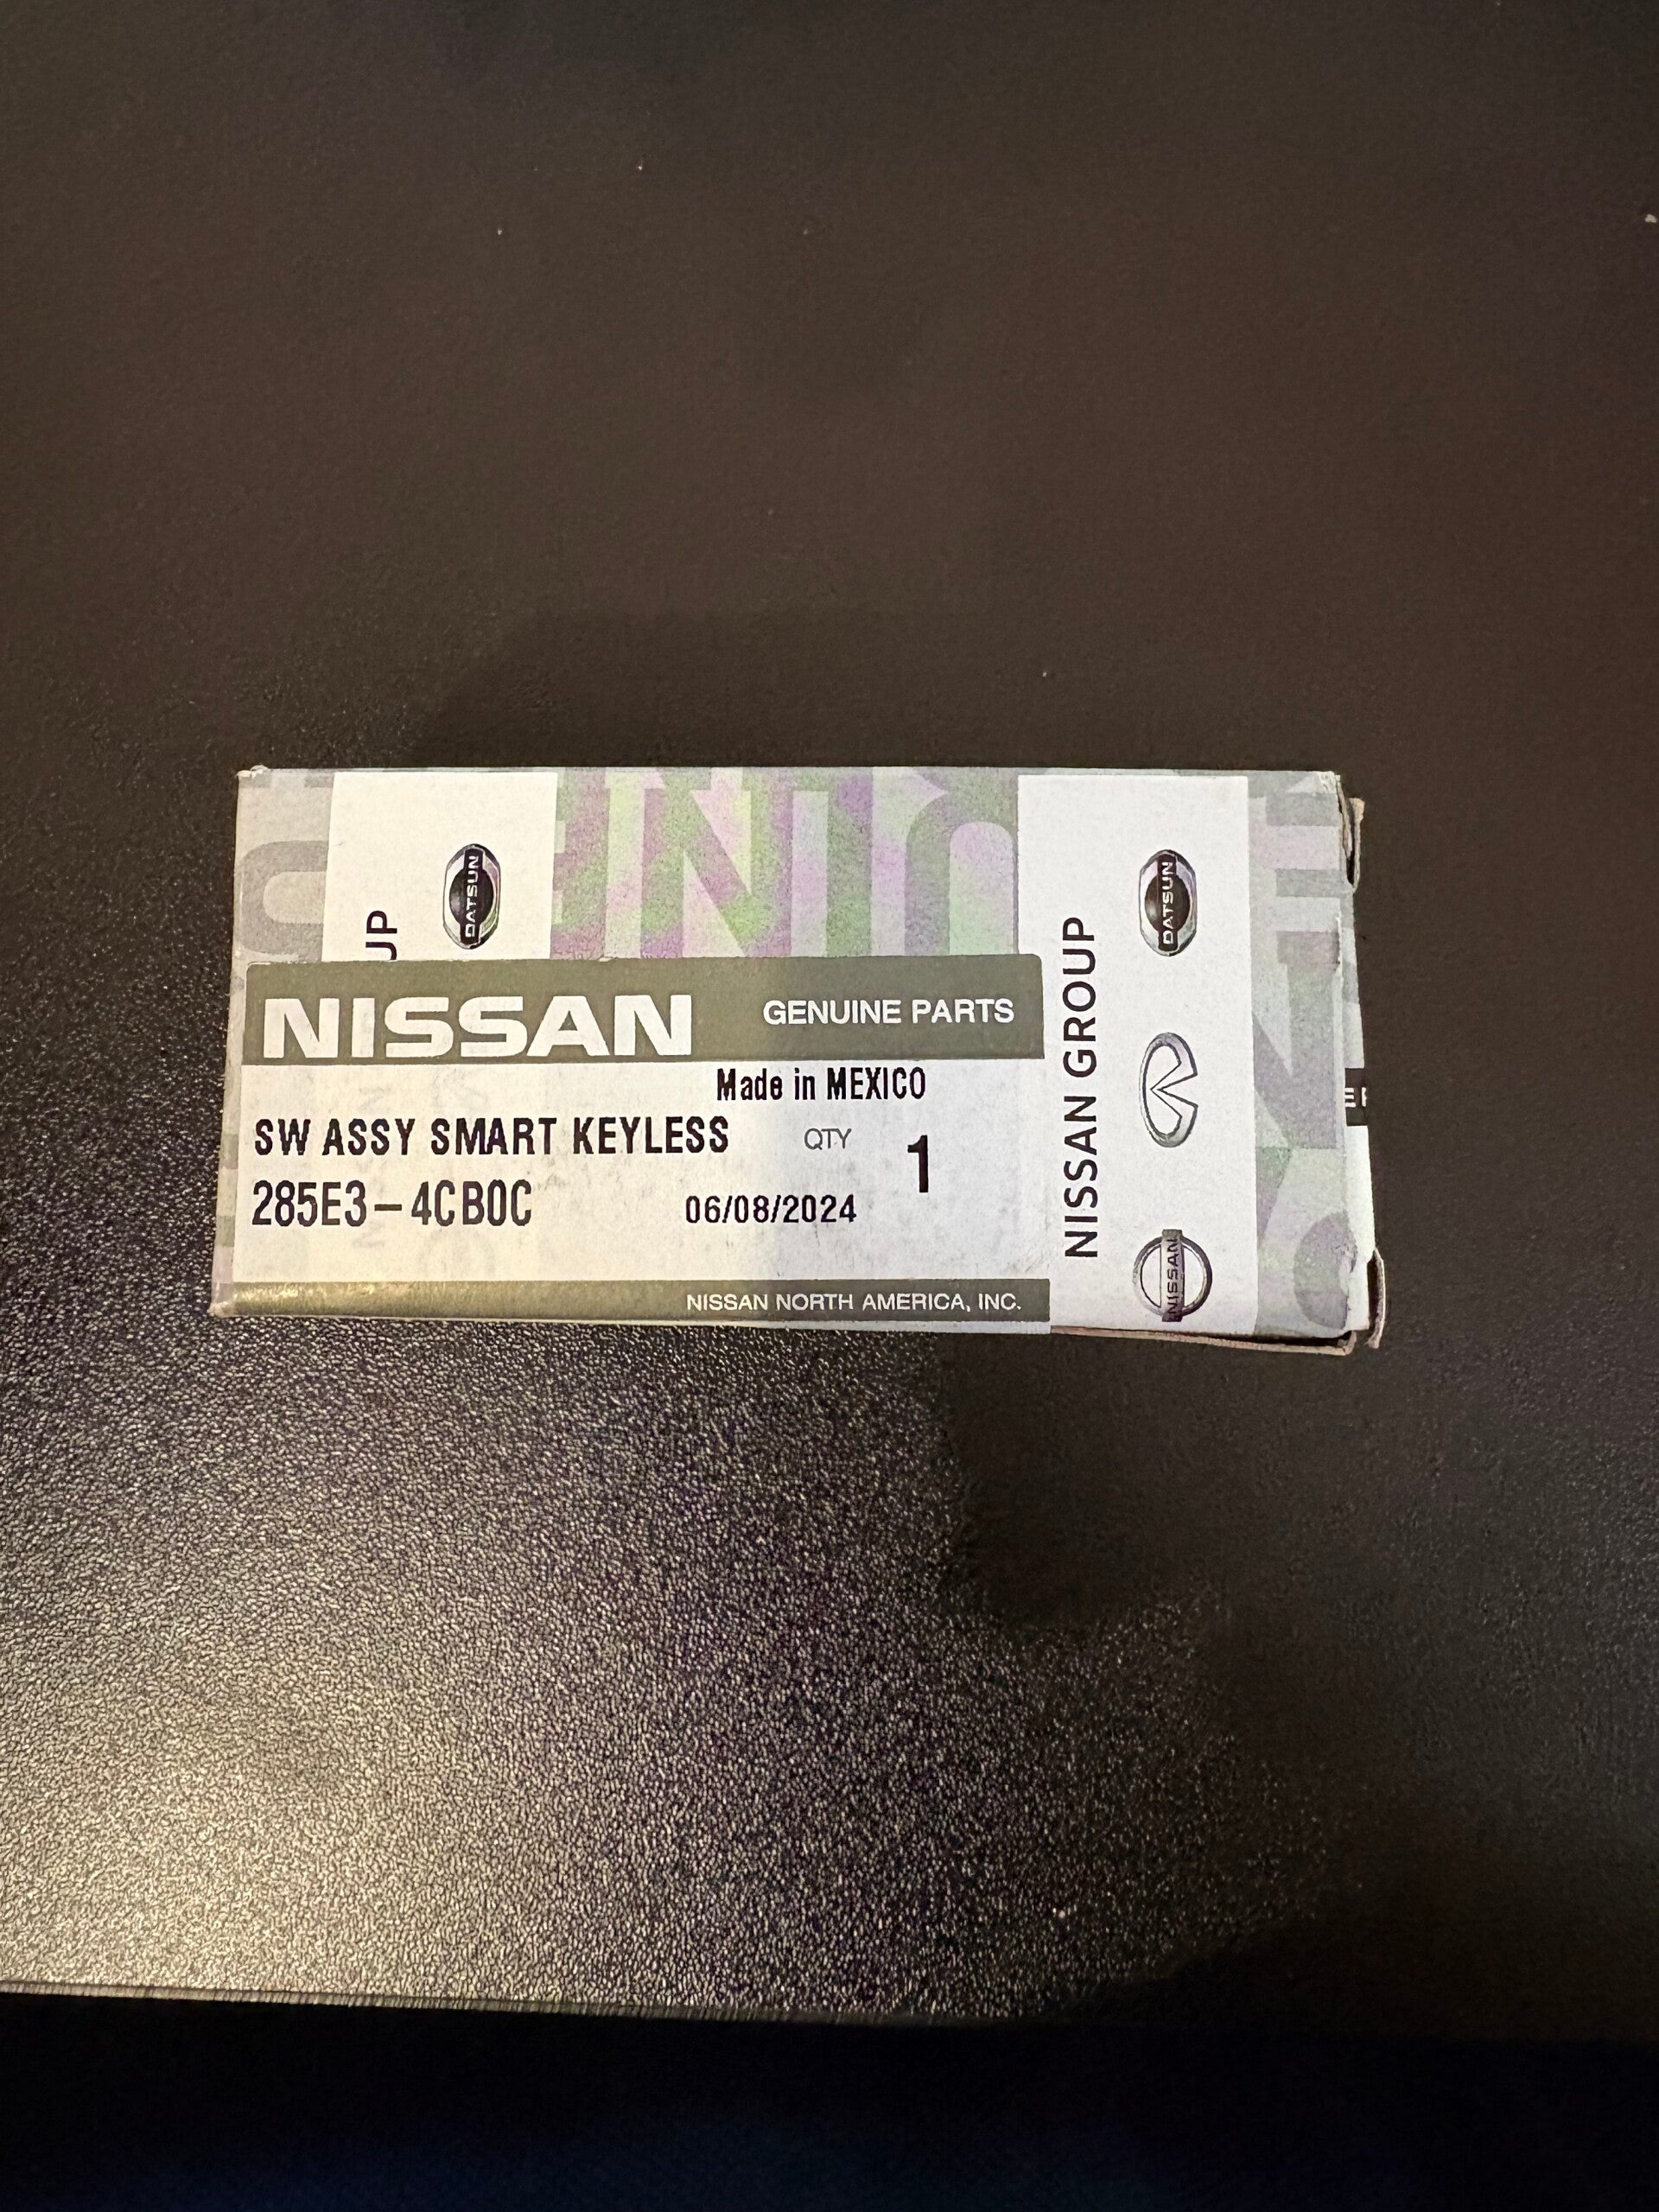 UP
DATSUN
NISSAN GENUINE PARTS
Made in MEXICO
SW ASSY SMART KEYLESS QTY 1
285E3-4CB0C 06/08/2024
NISSAN NORTH AMERICA, INC.
NISSAN GROUP
DATSUN
NISSAN